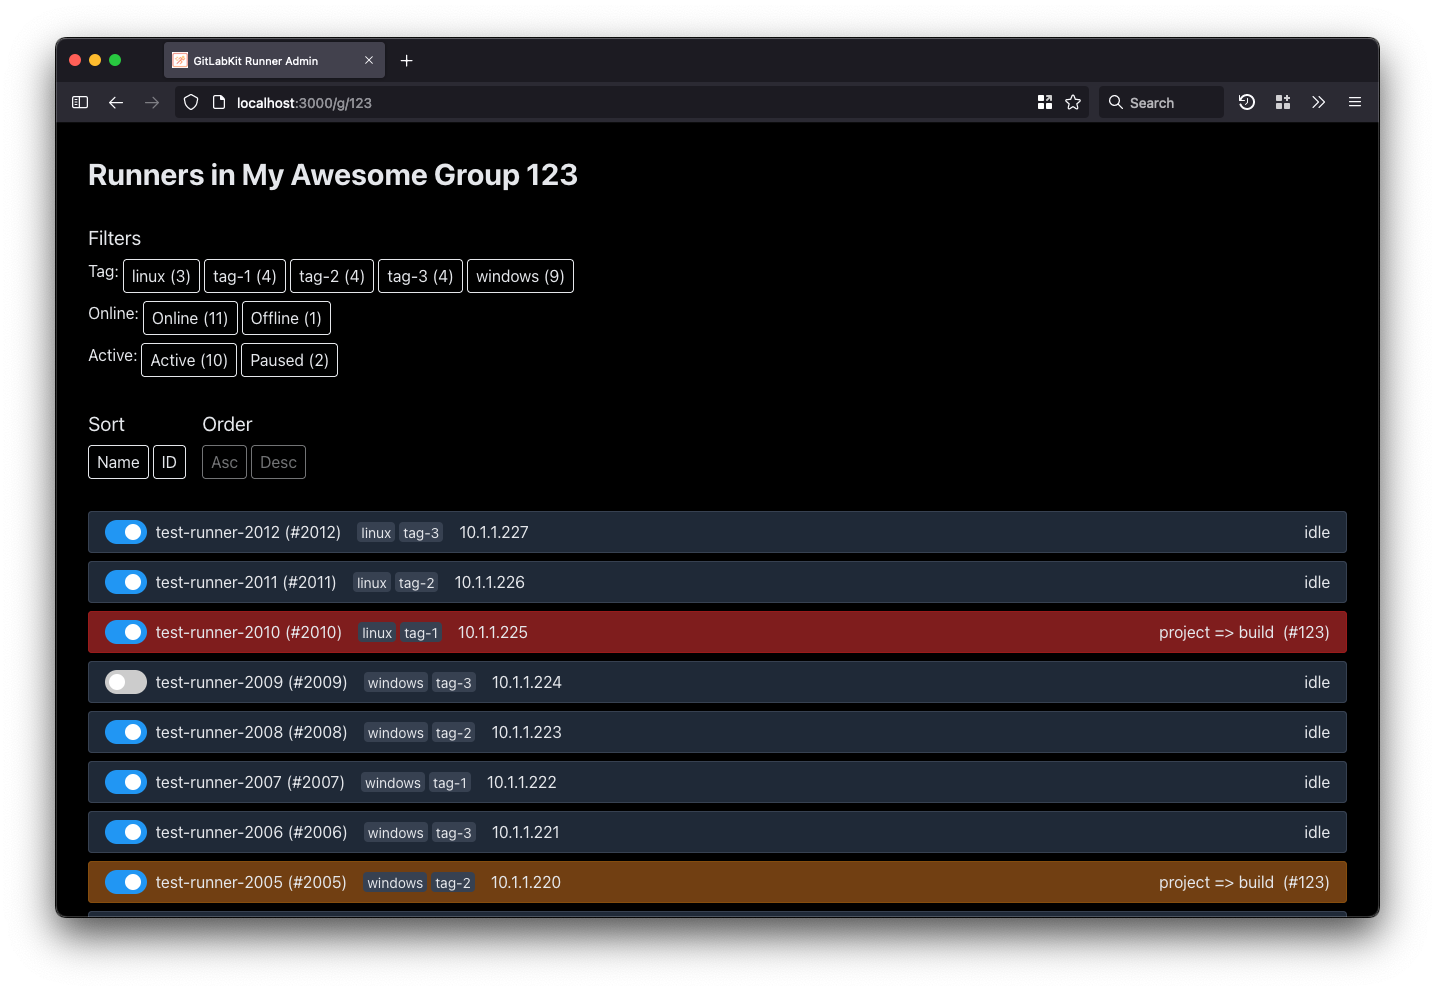 GitLabKit Runner Admin
localhost:3000/g/123
Search
Runners in My Awesome Group 123
Filters
Tag: linux (3) tag-1 (4) tag-2 (4) tag-3 (4) windows (9)
Online: Online (11) Offline (1)
Active: Active (10) Paused (2)
Sort Order
Name ID Asc Desc
test-runner-2012 (#2012) linux tag-3 10.1.1.227 idle
test-runner-2011 (#2011) linux tag-2 10.1.1.226 idle
test-runner-2010 (#2010) linux tag-1 10.1.1.225 project => build (#123)
test-runner-2009 (#2009) windows tag-3 10.1.1.224 idle
test-runner-2008 (#2008) windows tag-2 10.1.1.223 idle
test-runner-2007 (#2007) windows tag-1 10.1.1.222 idle
test-runner-2006 (#2006) windows tag-3 10.1.1.221 idle
test-runner-2005 (#2005) windows tag-2 10.1.1.220 project => build (#123)